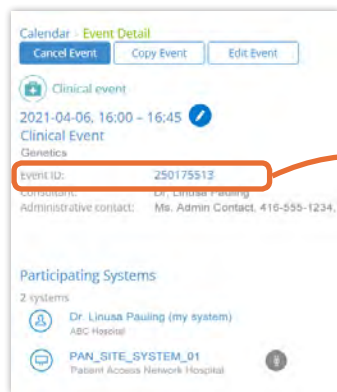 Calendar - Event Detail
Cancel Event Copy Event Edit Event
Clinical event
2021-04-06, 16:00 – 16:45
Clinical Event
Genetics
Event ID: 250175513
Consultant: Dr, Linusa Pauling
Administrative contact: Ms. Admin Contact, 416-555-1234,
Participating Systems
2 systems
Dr. Linusa Pauling (my system)
ABC Hospital
PAN_SITE_SYSTEM_01
Patient Access Network Hospital